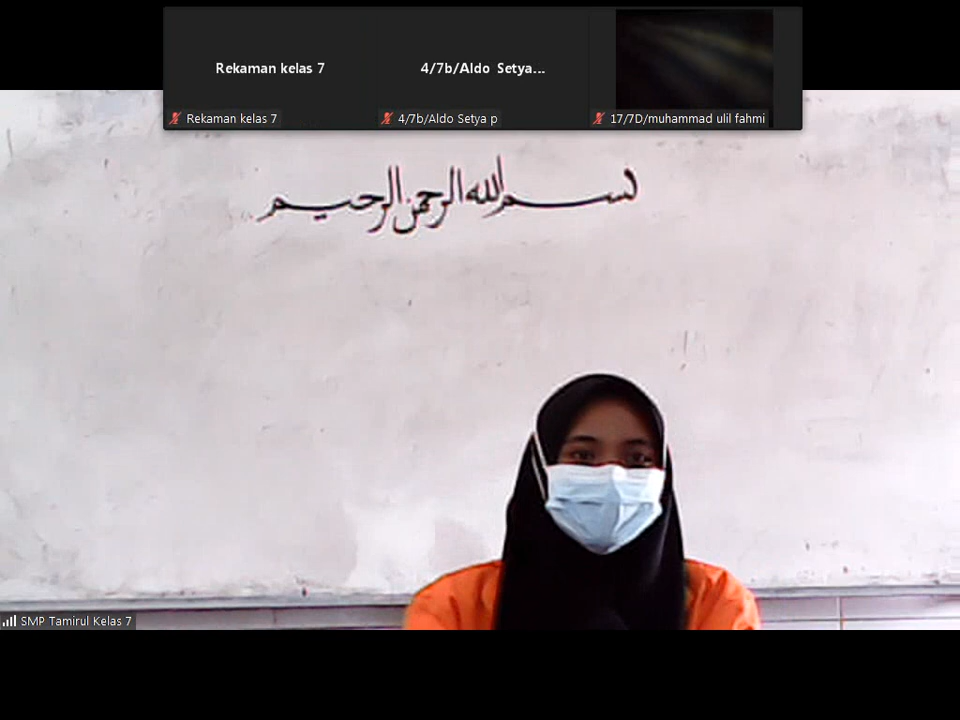 Rekaman kelas 7
4/7b/Aldo Setya...
Rekaman kelas 7
4/7b/Aldo Setya p
17/7D/muhammad ulil fahmi
بسم الله الرحمن الرحيم
SMP Tamirul Kelas 7